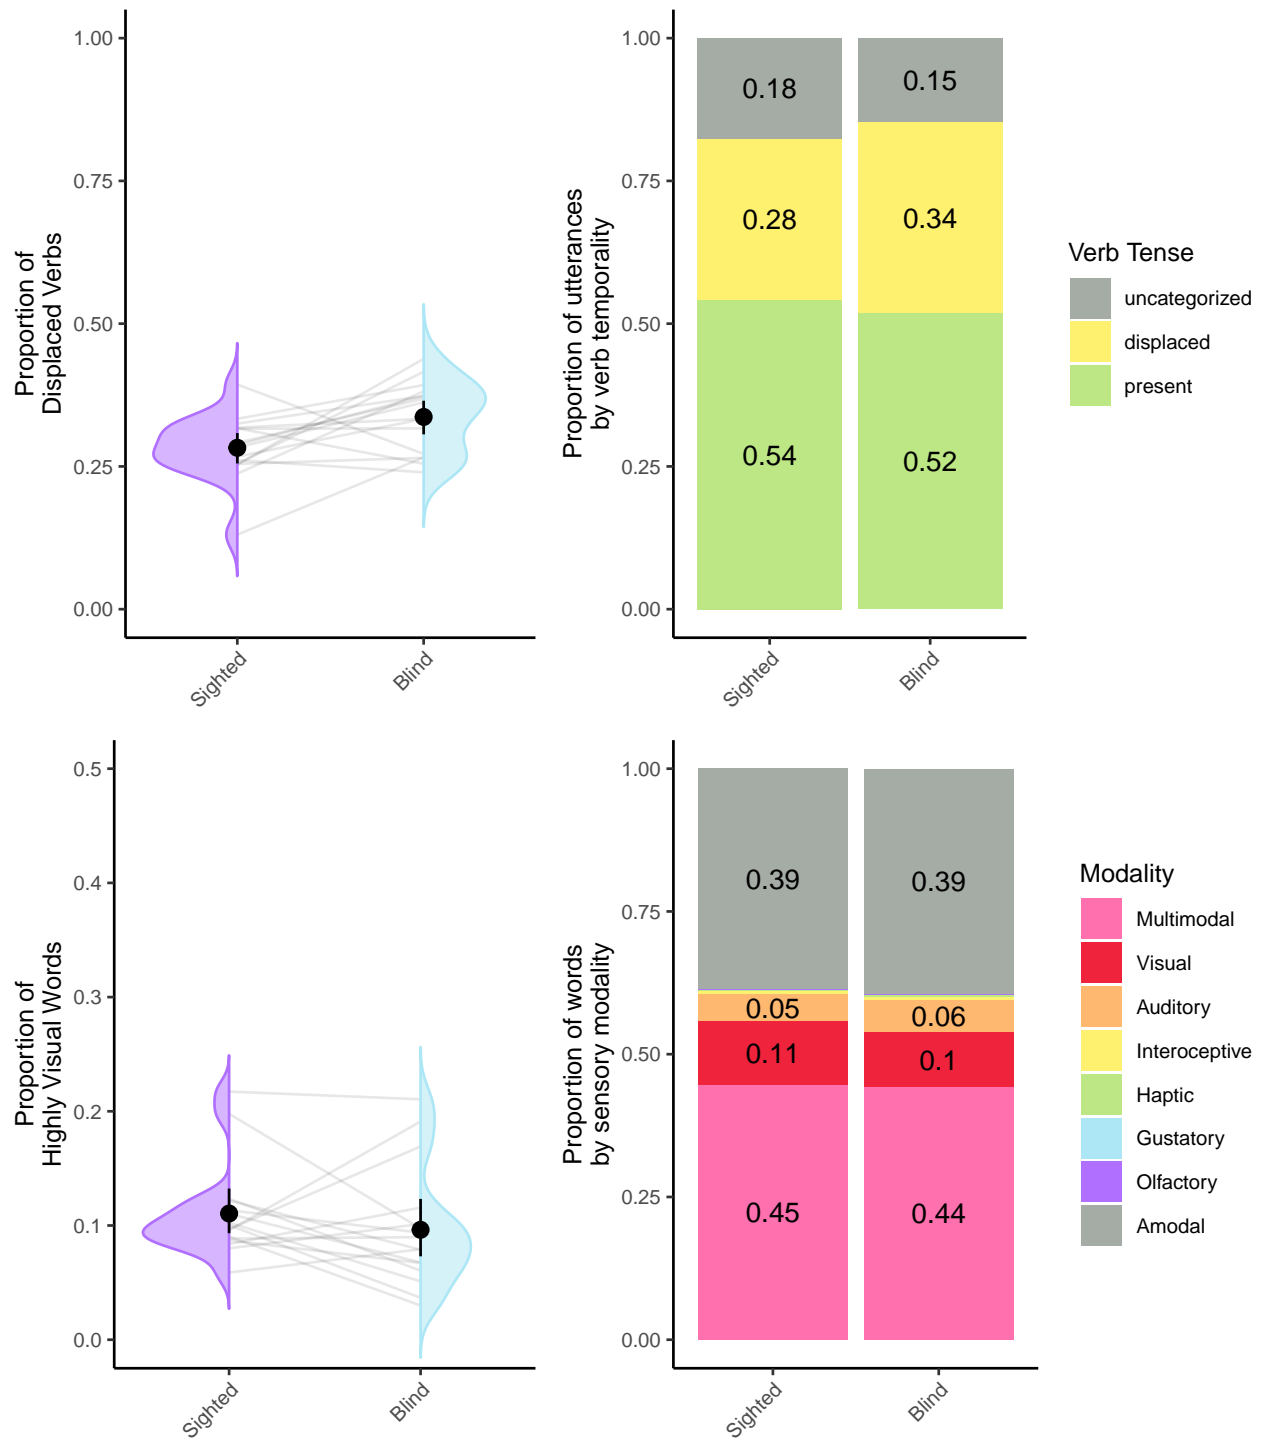 Proportion of
Displaced Verbs
1.00
0.75
0.50
0.25
0.00
Sighted
Blind
Proportion of utterances
by verb temporality
1.00
0.75
0.50
0.25
0.00
0.18
0.15
0.28
0.34
0.54
0.52
Sighted
Blind
Verb Tense
uncategorized
displaced
present
Proportion of
Highly Visual Words
0.5
0.4
0.3
0.2
0.1
0.0
Sighted
Blind
Proportion of words
by sensory modality
1.00
0.75
0.50
0.25
0.00
0.39
0.39
0.05
0.06
0.11
0.1
0.45
0.44
Sighted
Blind
Modality
Multimodal
Visual
Auditory
Interoceptive
Haptic
Gustatory
Olfactory
Amodal